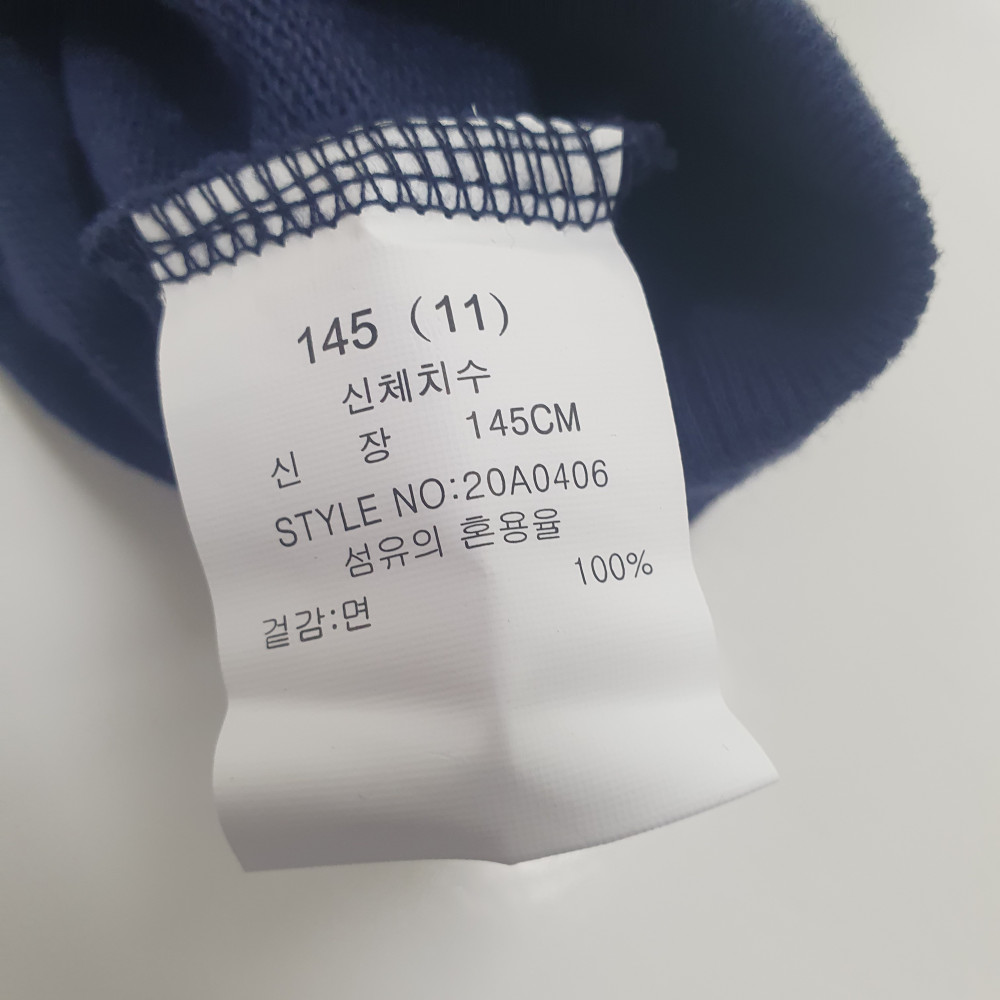 145 (11)
신체치수
신 장 145CM
STYLE NO:20A0406
섬유의 혼용율
겉감:면 100%